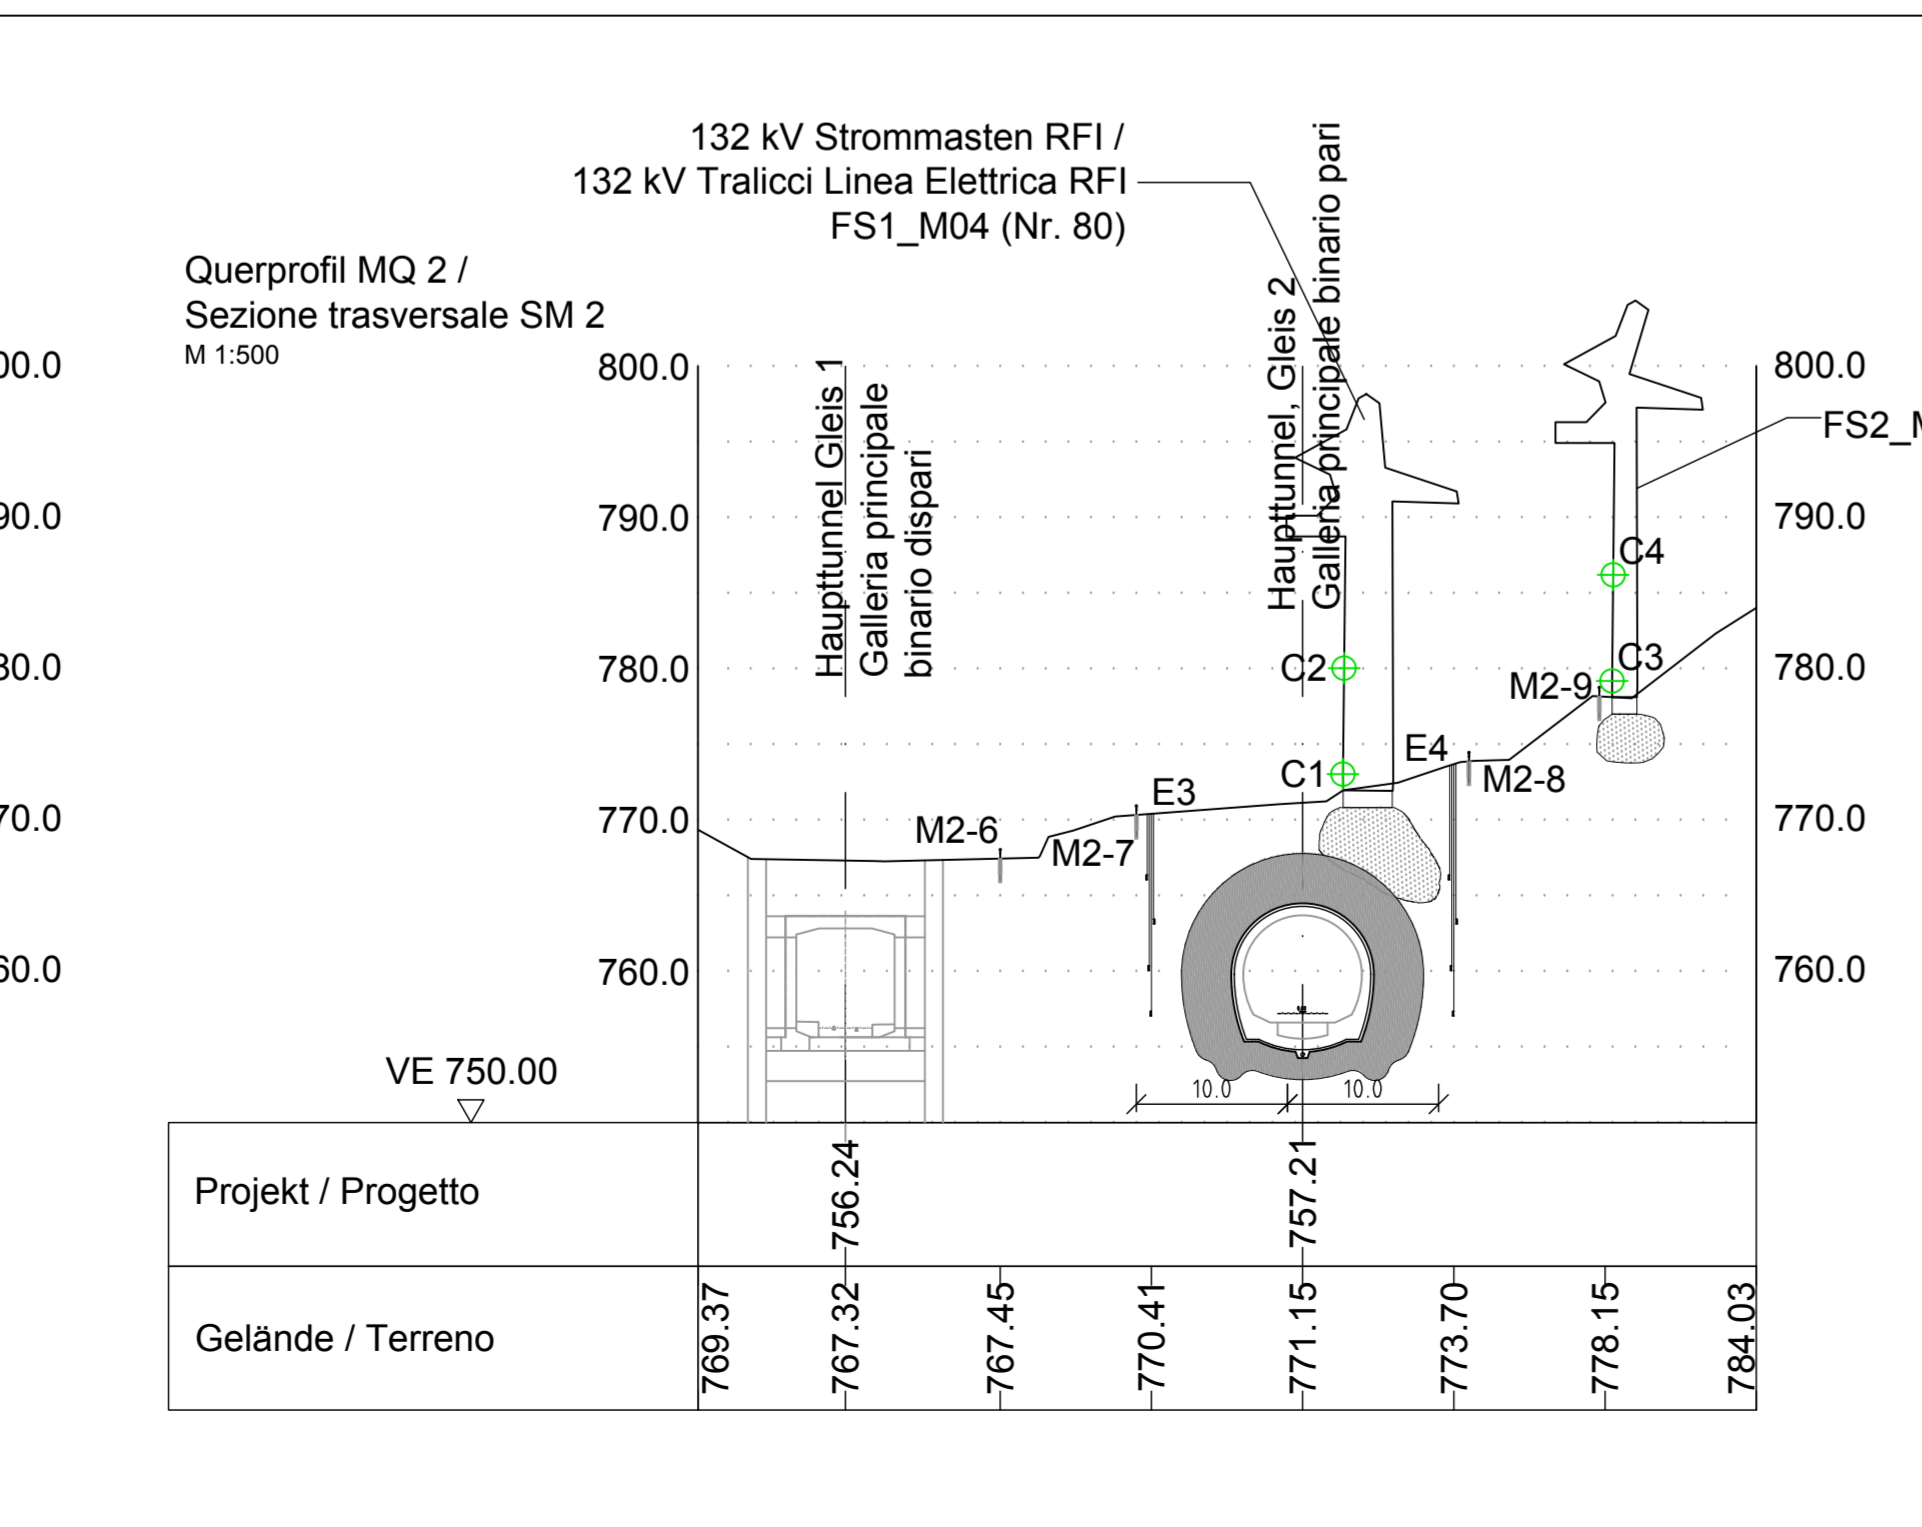 132 kV Strommasten RFI /
132 kV Tralicci Linea Elettrica RFI
FS1_M04 (Nr. 80)
Querprofil MQ 2 /
Sezione trasversale SM 2
M 1:500
00.0
90.0
80.0
70.0
60.0
800.0
790.0
780.0
770.0
760.0
Haupttunnel Gleis 1
Galleria principale
binario dispari
Haupttunnel, Gleis 2
Galleria principale binario pari
800.0
790.0
780.0
770.0
760.0
FS2_M
C4
C3
C2
C1
M2-9
E4
M2-8
E3
M2-6
M2-7
10.0
10.0
VE 750.00
Projekt / Progetto
756.24
757.21
Gelände / Terreno
769.37
767.32
767.45
770.41
771.15
773.70
778.15
784.03